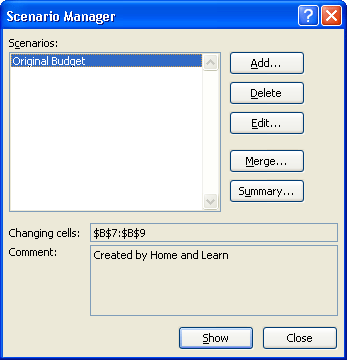 Scenario Manager
Scenarios:
Original Budget
Add...
Delete
Edit...
Merge...
Summary...
Changing cells: $B$7:$B$9
Comment: Created by Home and Learn
Show Close